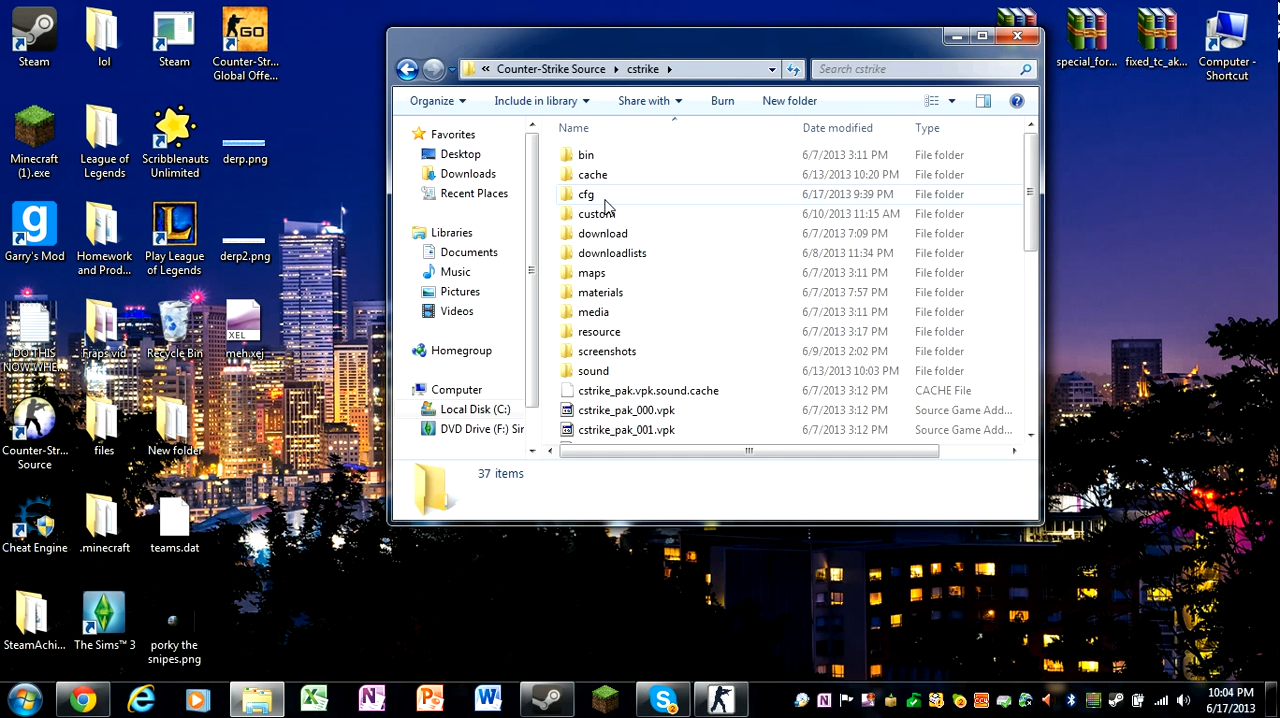 Steam
lol
Steam
Counter-St...
Global Offe...
GO
Minecraft
(1).exe
League of
Legends
Scribblenauts
Unlimited
derp.png
Garry's Mod
Homework
and Prod...
Play League
of Legends
derp2.png
DO THIS
NOW WHE...
Fraps vid
Recycle Bin
XEJ
meh.xej
Counter-Str...
Source
files
New folder
Cheat Engine
.minecraft
teams.dat
SteamAchi...
The Sims™ 3
porky the
snipes.png
special_for...
fixed_tc_ak...
Computer -
Shortcut
« Counter-Strike Source
cstrike
Search cstrike
Organize
Include in library
Share with
Burn
New folder
Favorites
Desktop
Downloads
Recent Places
Libraries
Documents
Music
Pictures
Videos
Homegroup
Computer
Local Disk (C:)
DVD Drive (F:) Sir
Name Date modified Type
bin 6/7/2013 3:11 PM File folder
cache 6/13/2013 10:20 PM File folder
cfg 6/17/2013 9:39 PM File folder
custom 6/10/2013 11:15 AM File folder
download 6/7/2013 7:09 PM File folder
downloadlists 6/8/2013 11:34 PM File folder
maps 6/7/2013 3:11 PM File folder
materials 6/7/2013 7:57 PM File folder
media 6/7/2013 3:11 PM File folder
resource 6/7/2013 3:17 PM File folder
screenshots 6/9/2013 2:02 PM File folder
sound 6/13/2013 10:03 PM File folder
cstrike_pak.vpk.sound.cache 6/7/2013 3:12 PM CACHE File
cstrike_pak_000.vpk 6/7/2013 3:12 PM Source Game Add...
cstrike_pak_001.vpk 6/7/2013 3:12 PM Source Game Add...
37 items
10:04 PM
6/17/2013